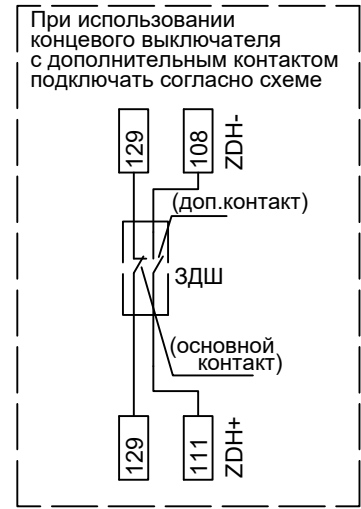 При использовании
концевого выключателя
с дополнительным контактом
подключать согласно схеме
129
108
ZDH-
(доп.контакт)
ЗДШ
(основной
контакт)
129
111
ZDH+